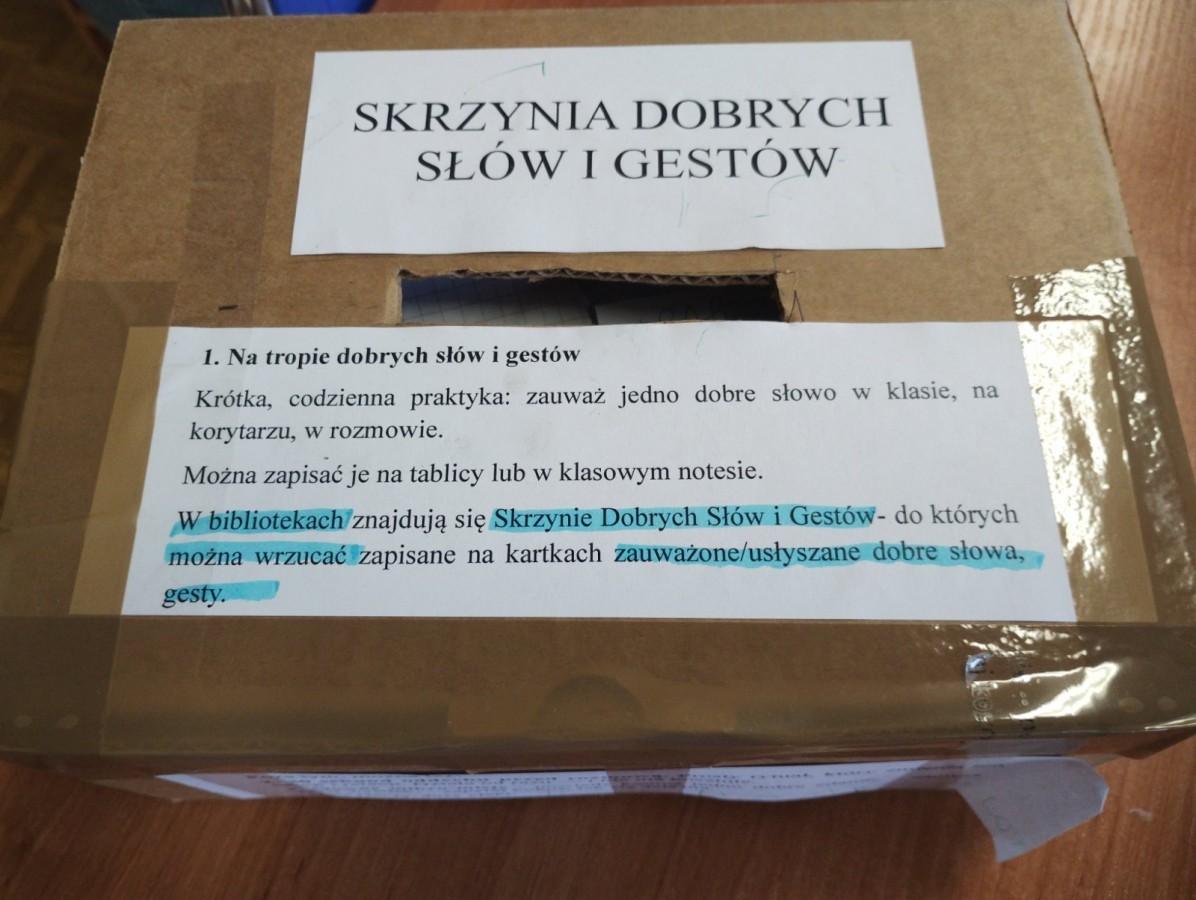 SKRZYNIA DOBRYCH
SŁÓW I GESTÓW
1. Na tropie dobrych słów i gestów
Krótka, codzienna praktyka: zauważ jedno dobre słowo w klasie, na
korytarzu, w rozmowie.
Można zapisać je na tablicy lub w klasowym notesie.
W bibliotekach znajdują się Skrzynie Dobrych Słów i Gestów- do których
można wrzucać zapisane na kartkach zauważone/usłyszane dobre słowa,
gesty.